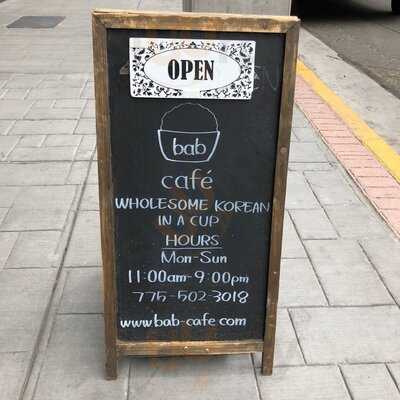 OPEN
bab
café
WHOLESOME KOREAN
IN A CUP
HOURS
Mon-Sun
11:00am-9:00pm
775-502-3018
www.bab-cafe.com